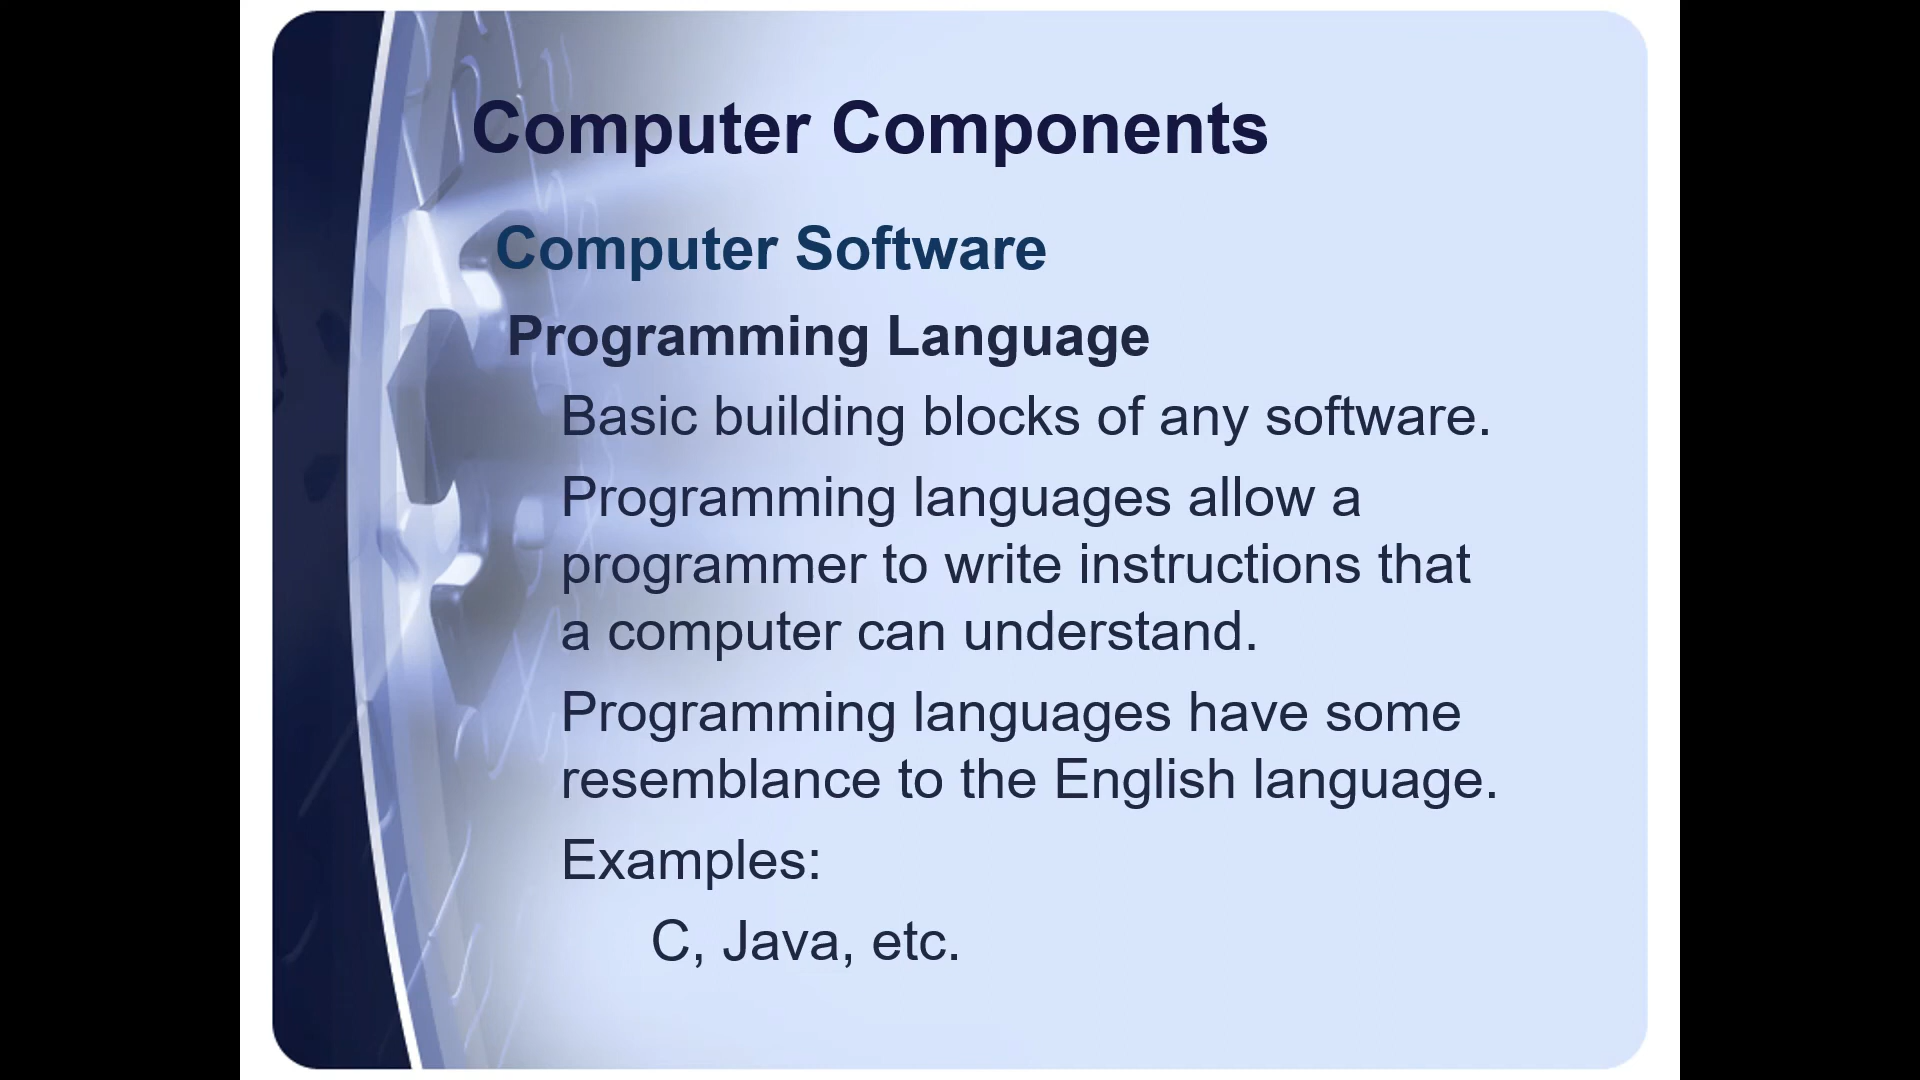 Computer Components
Computer Software
Programming Language
Basic building blocks of any software.
Programming languages allow a
programmer to write instructions that
a computer can understand.
Programming languages have some
resemblance to the English language.
Examples:
C, Java, etc.